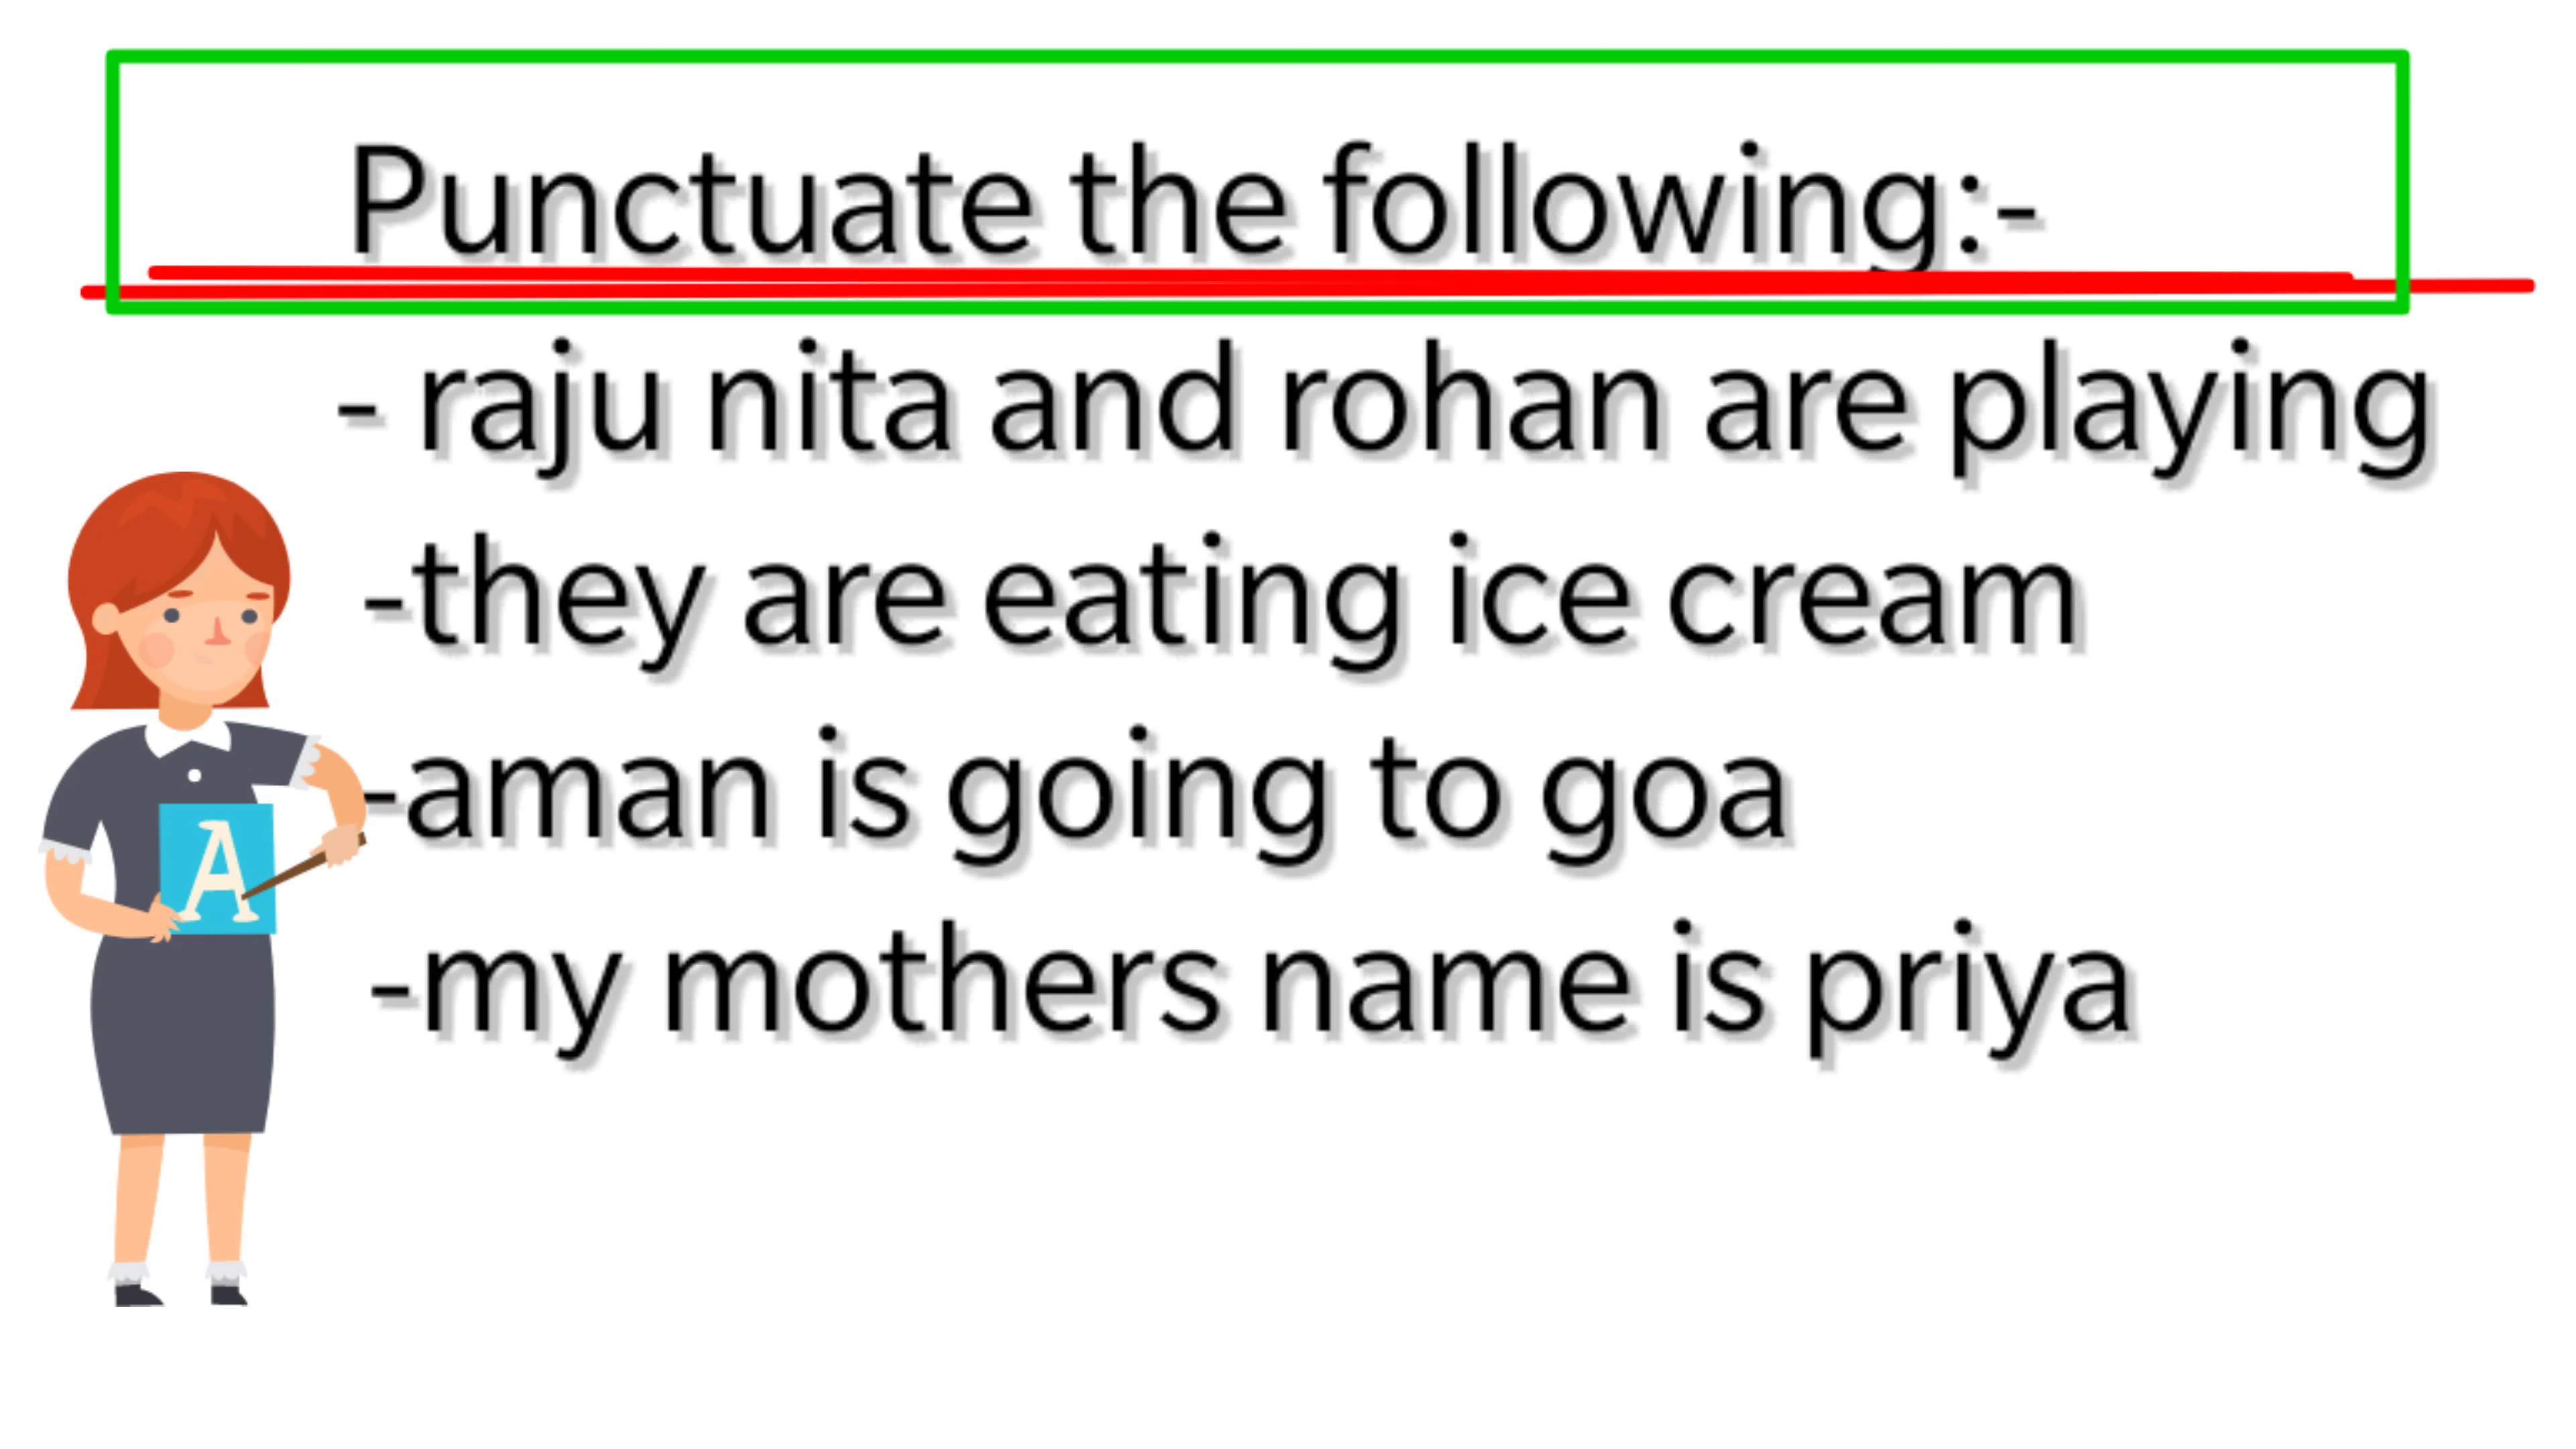 Punctuate the following:-
- raju nita and rohan are playing
-they are eating ice cream
-aman is going to goa
-my mothers name is priya
A